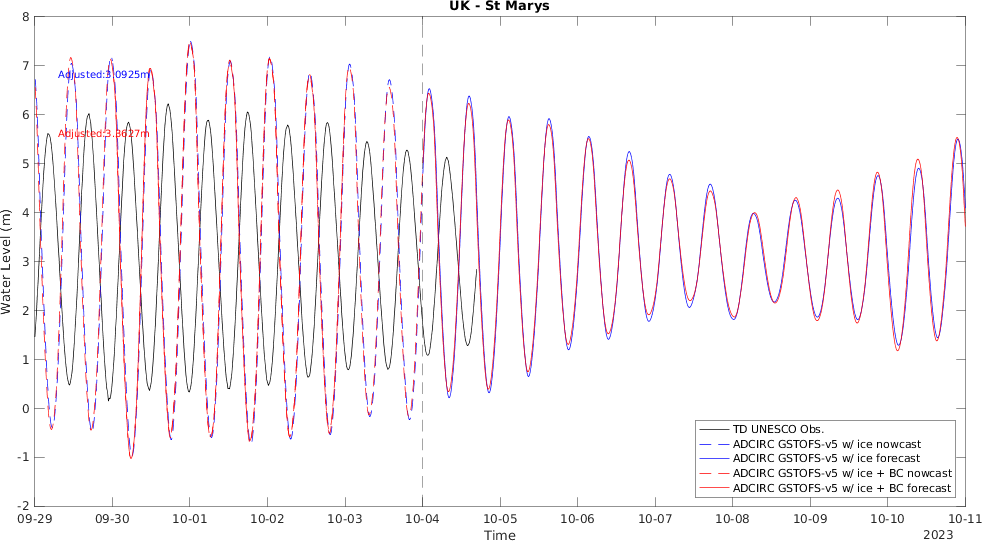 UK - St Marys
8
7
6
5
4
3
2
1
0
-1
-2
Water Level (m)
Adjusted:3.0925m
Adjusted:3.3627m
TD UNESCO Obs.
ADCIRC GSTOFS-v5 w/ ice nowcast
ADCIRC GSTOFS-v5 w/ ice forecast
ADCIRC GSTOFS-v5 w/ ice + BC nowcast
ADCIRC GSTOFS-v5 w/ ice + BC forecast
09-29 09-30 10-01 10-02 10-03 10-04 10-05 10-06 10-07 10-08 10-09 10-10 10-11
Time
2023